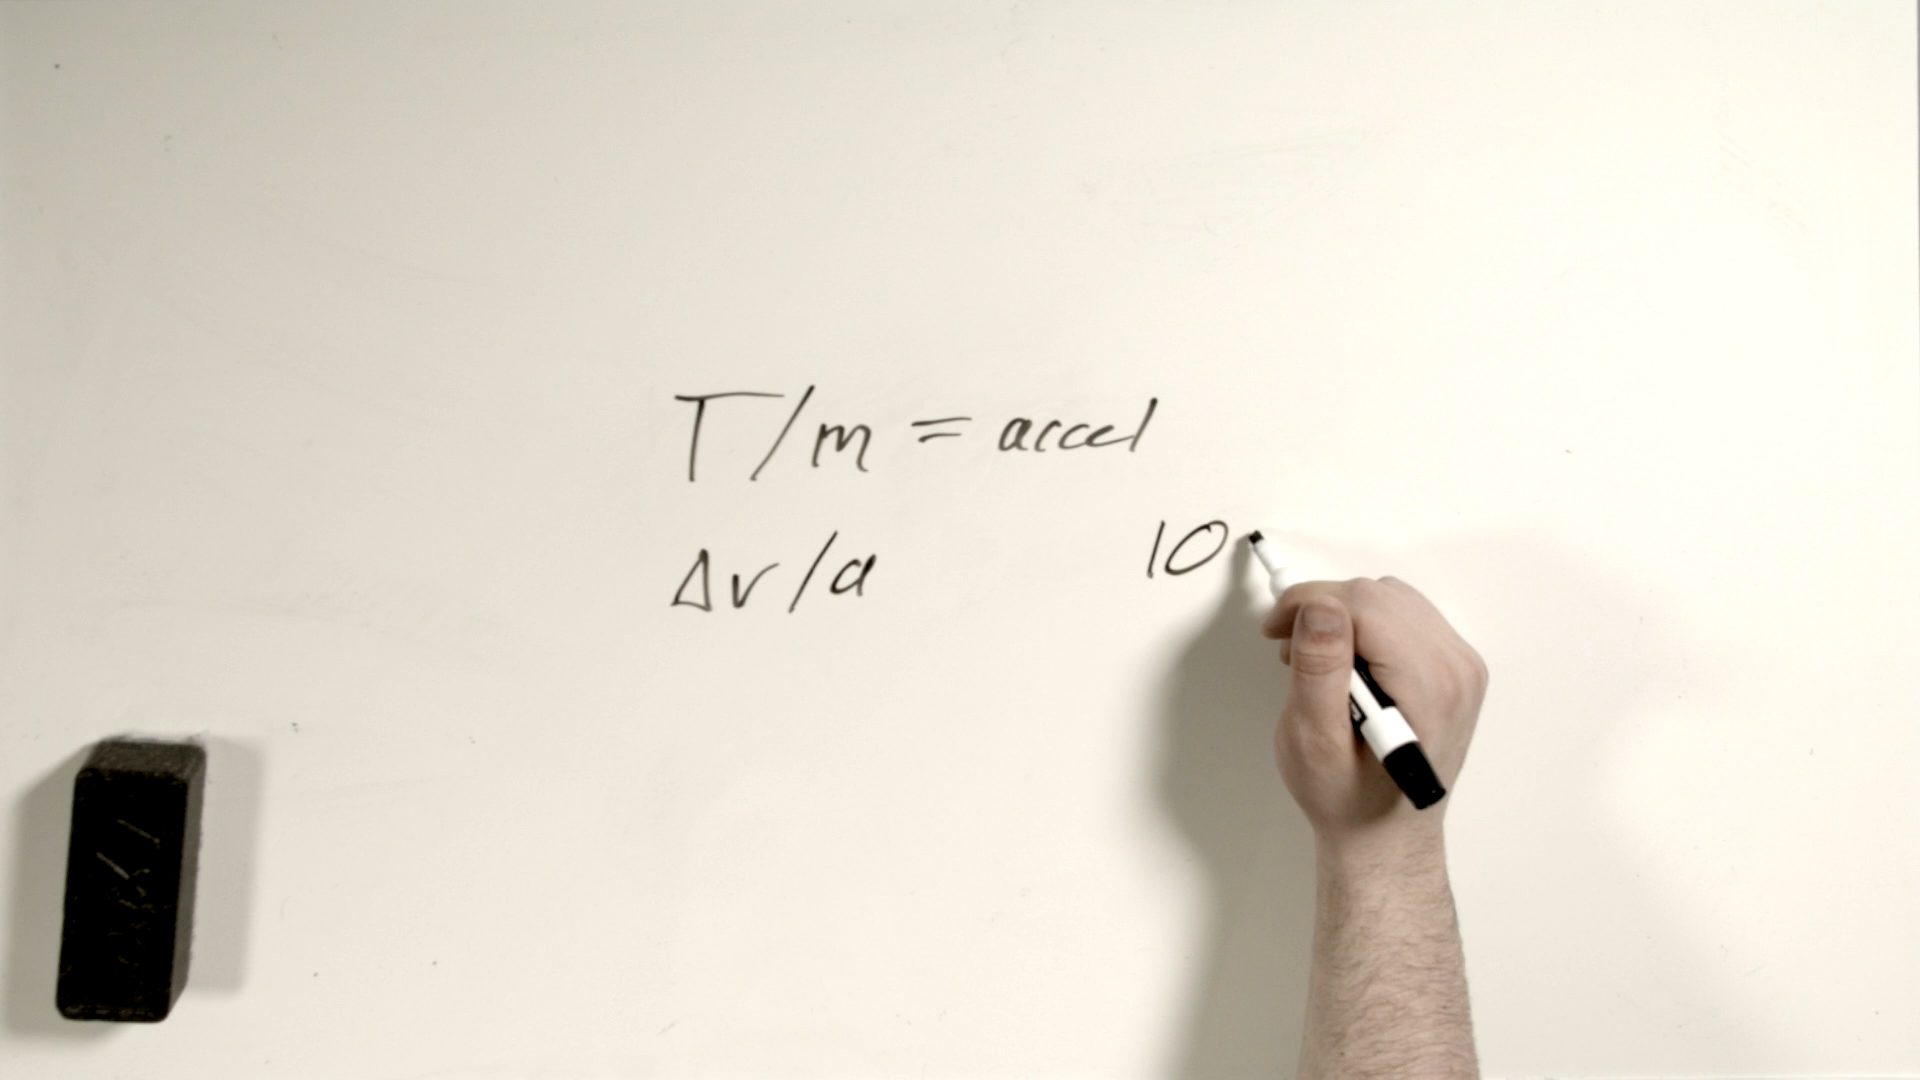 T/m = accel
Δv/a 10